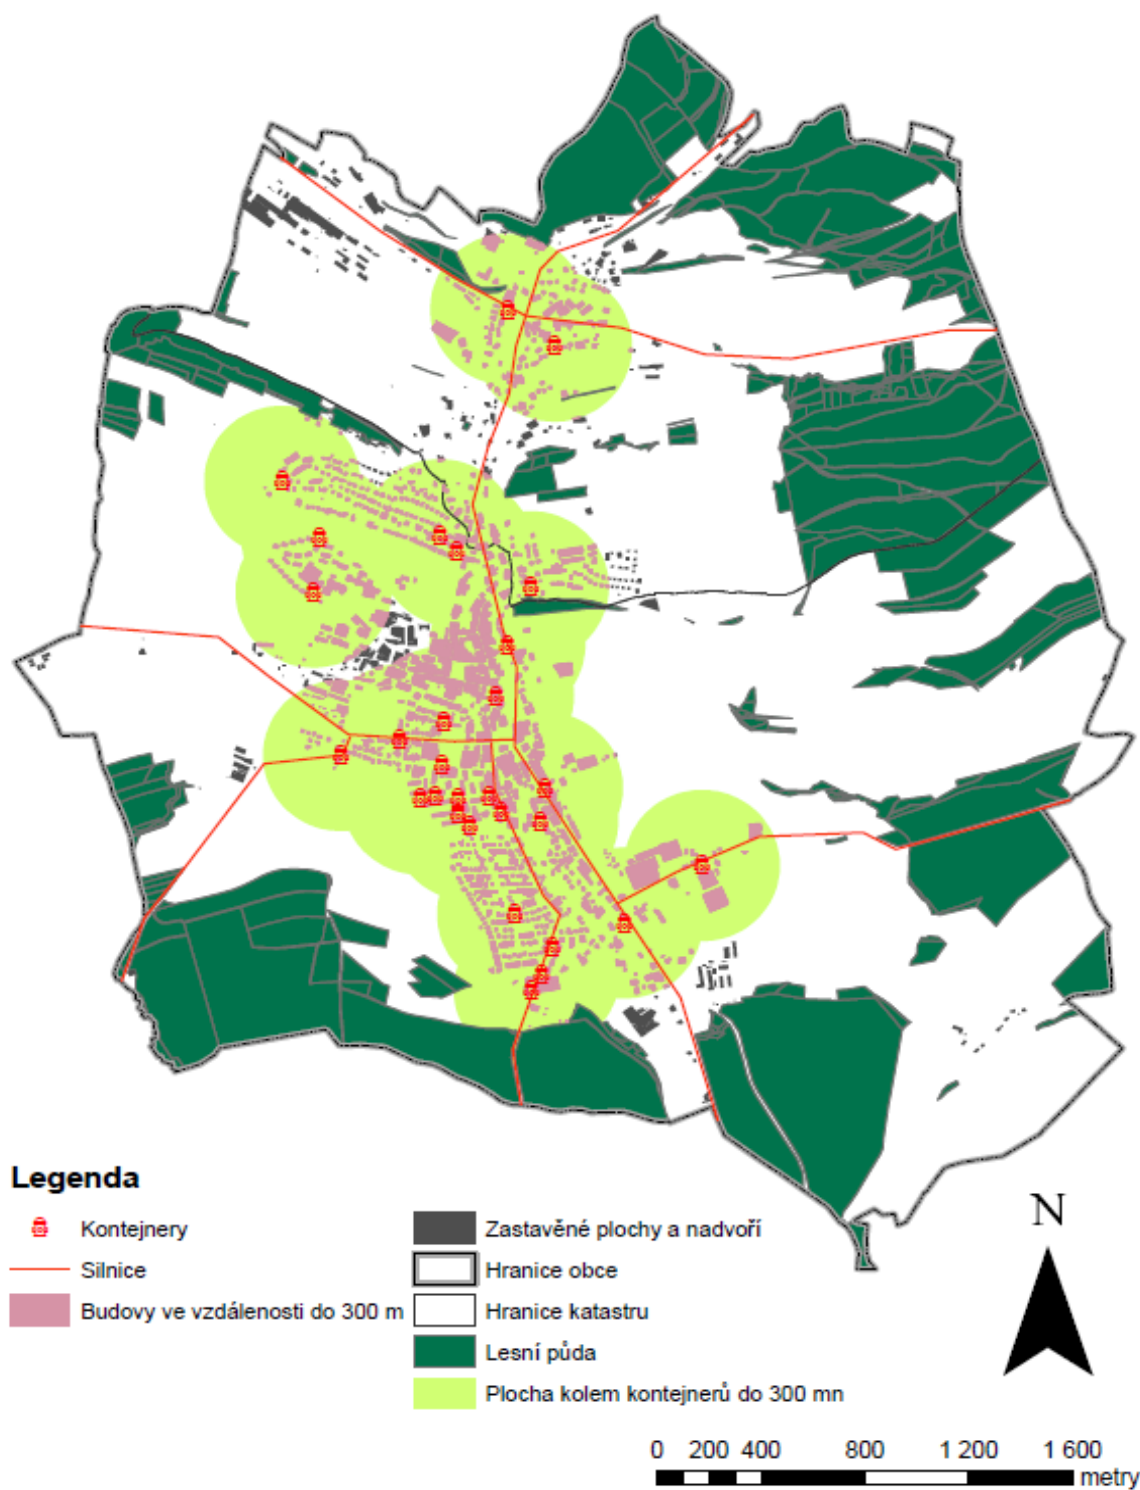 Legenda
Kontejnery
Silnice
Budovy ve vzdálenosti do 300 m
Zastavěné plochy a nadvoří
Hranice obce
Hranice katastru
Lesní půda
Plocha kolem kontejnerů do 300 mn
N
0 200 400 800 1 200 1 600
metry